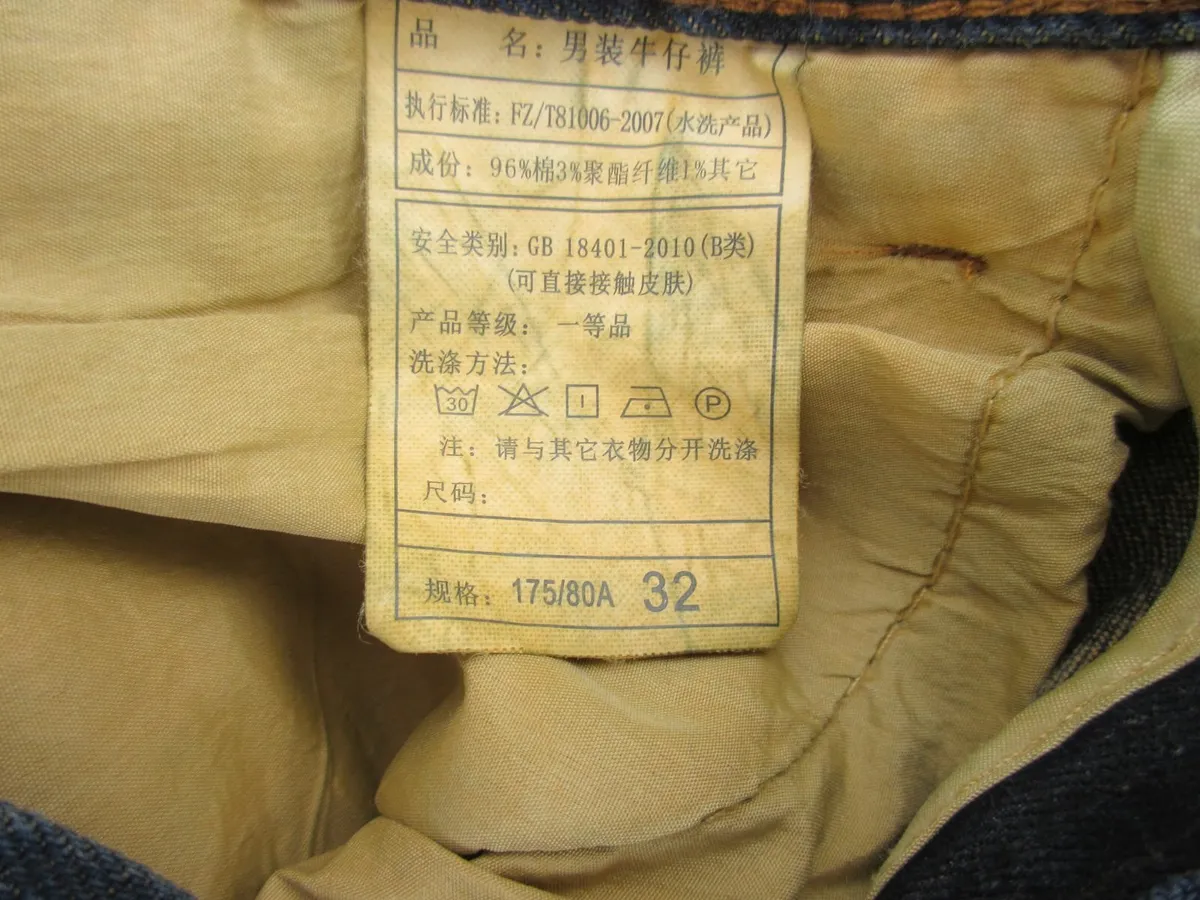 品 名：男装牛仔裤
执行标准：FZ/T81006-2007(水洗产品)
成份：96%棉3%聚酯纤维1%其它
安全类别：GB 18401-2010(B类)
(可直接接触皮肤)
产品等级： 一等品
洗涤方法：
30 P
注：请与其它衣物分开洗涤
尺码：
规格：175/80A 32